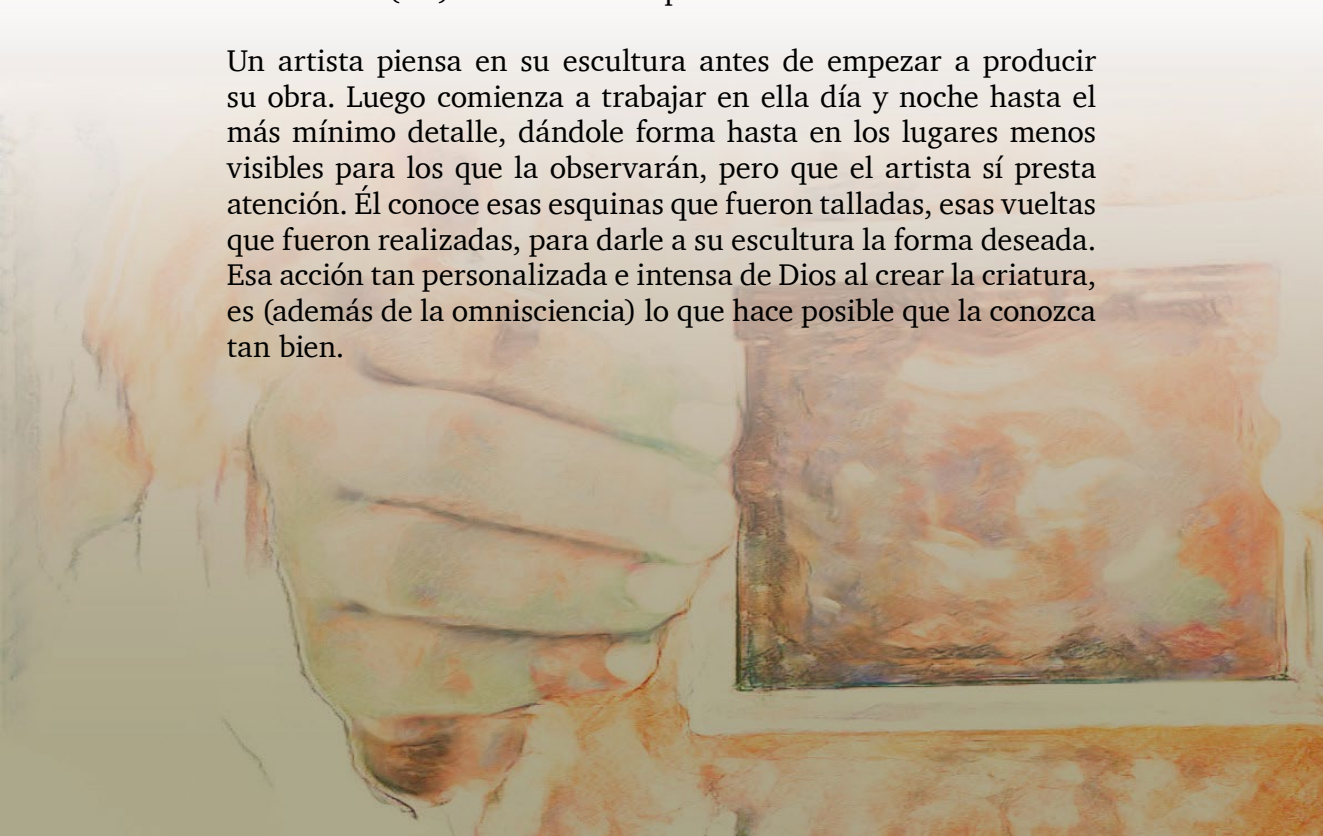 Un artista piensa en su escultura antes de empezar a producir
su obra. Luego comienza a trabajar en ella día y noche hasta el
más mínimo detalle, dándole forma hasta en los lugares menos
visibles para los que la observarán, pero que el artista sí presta
atención. Él conoce esas esquinas que fueron talladas, esas vueltas
que fueron realizadas, para darle a su escultura la forma deseada.
Esa acción tan personalizada e intensa de Dios al crear la criatura,
es (además de la omnisciencia) lo que hace posible que la conozca
tan bien.